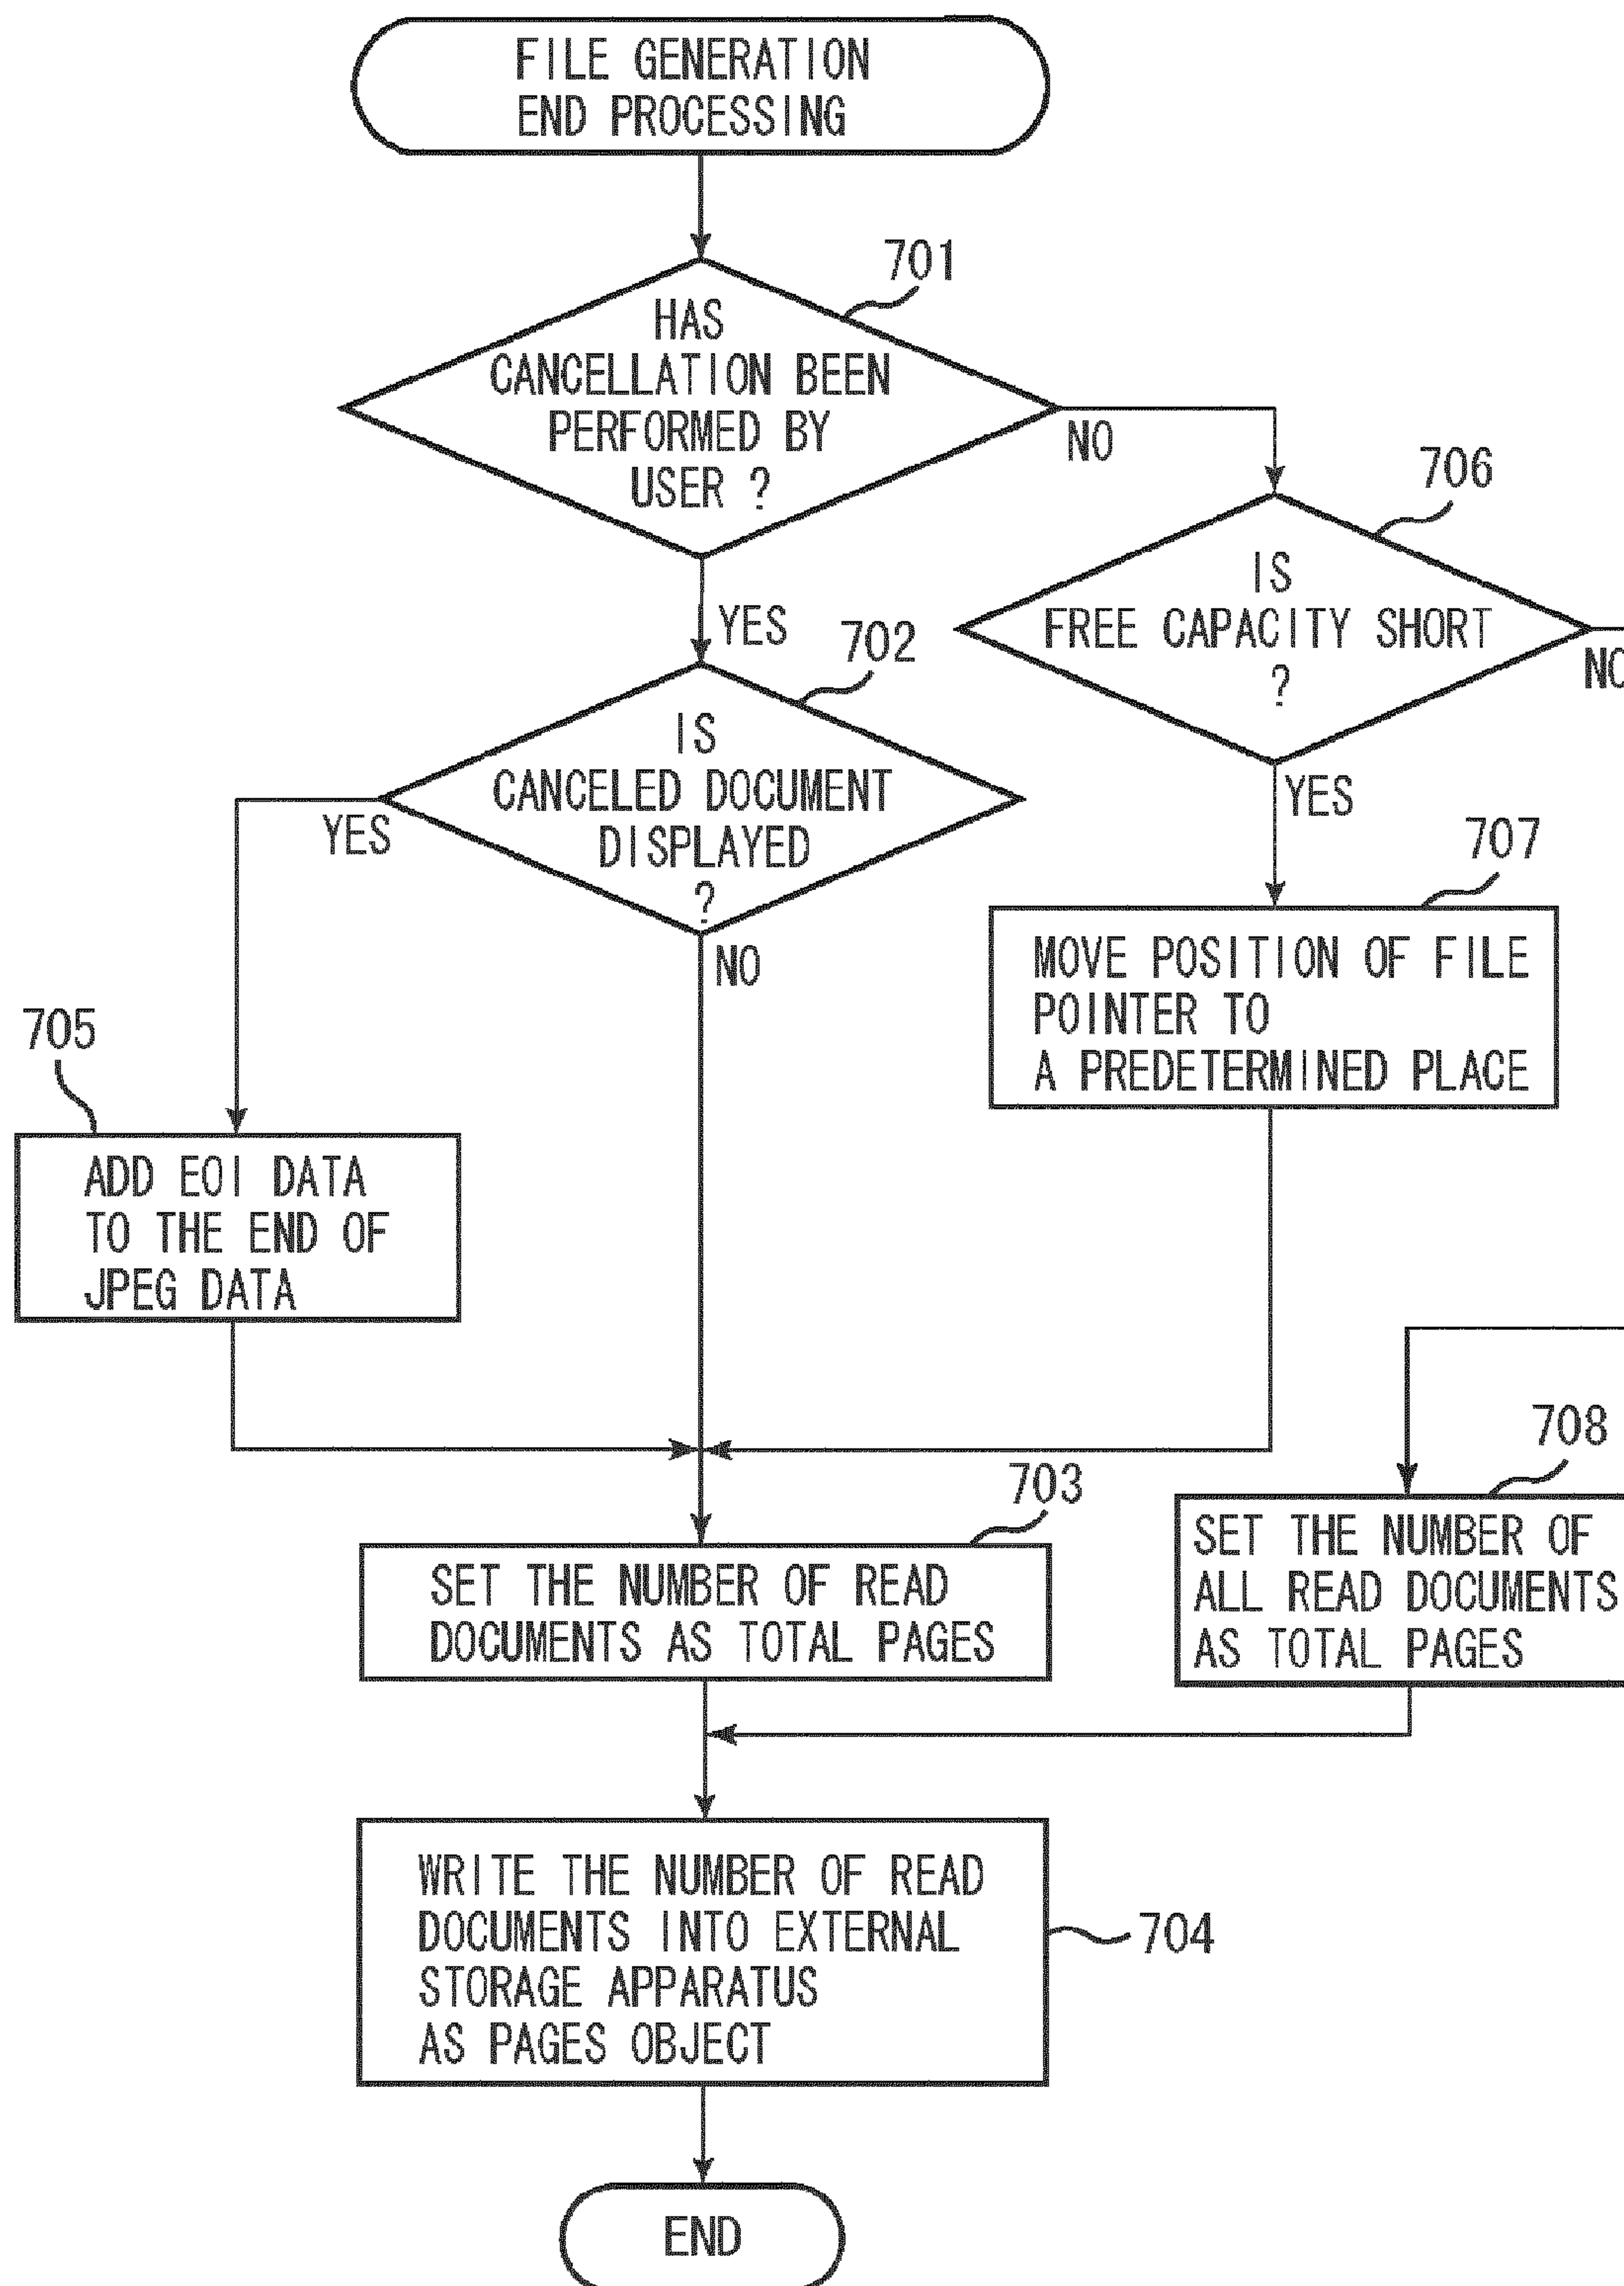 FILE GENERATION
END PROCESSING
701
HAS
CANCELLATION BEEN
PERFORMED BY
USER ?
NO
YES
706
IS
FREE CAPACITY SHORT
?
NO
YES
702
IS
CANCELED DOCUMENT
DISPLAYED
?
YES
NO
707
MOVE POSITION OF FILE
POINTER TO
A PREDETERMINED PLACE
705
ADD EOI DATA
TO THE END OF
JPEG DATA
708
SET THE NUMBER OF
ALL READ DOCUMENTS
AS TOTAL PAGES
703
SET THE NUMBER OF READ
DOCUMENTS AS TOTAL PAGES
WRITE THE NUMBER OF READ
DOCUMENTS INTO EXTERNAL
STORAGE APPARATUS
AS PAGES OBJECT
704
END